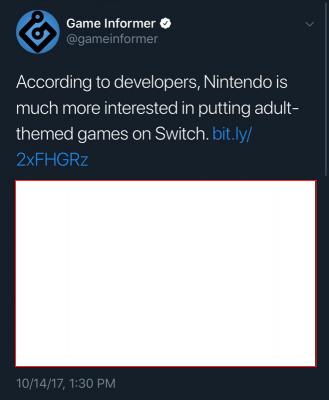 Game Informer
@gameinformer
According to developers, Nintendo is
much more interested in putting adult-
themed games on Switch. bit.ly/
2xFHGRz
10/14/17, 1:30 PM